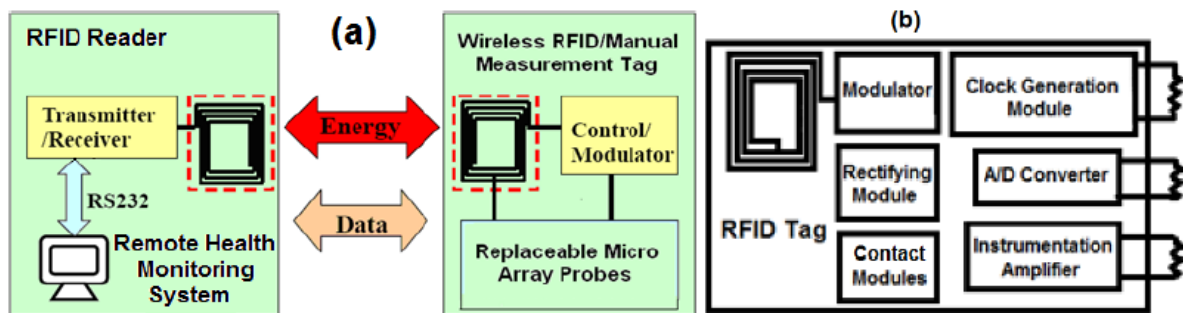 (a)
RFID Reader
Transmitter
/Receiver
RS232
Remote Health
Monitoring
System
Energy
Data
Wireless RFID/Manual
Measurement Tag
Control/
Modulator
Replaceable Micro
Array Probes
(b)
RFID Tag
Modulator
Rectifying
Module
Contact
Modules
Clock Generation
Module
A/D Converter
Instrumentation
Amplifier